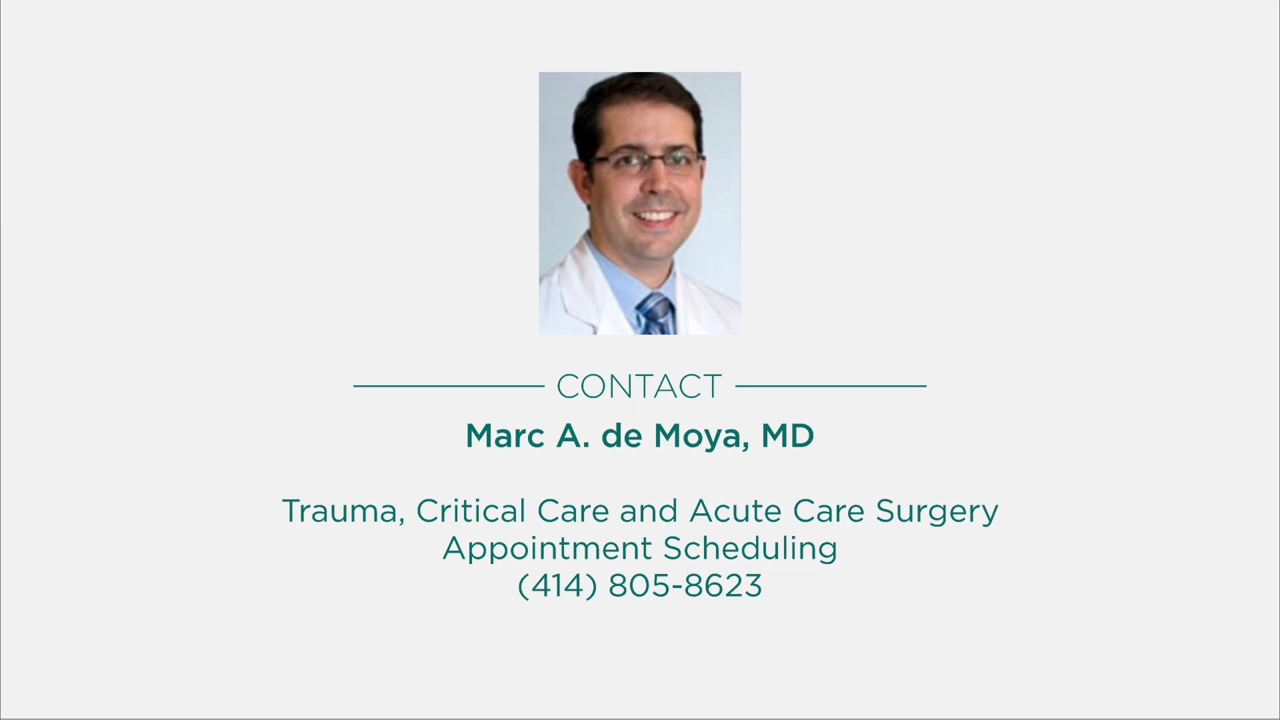 CONTACT
Marc A. de Moya, MD
Trauma, Critical Care and Acute Care Surgery
Appointment Scheduling
(414) 805-8623